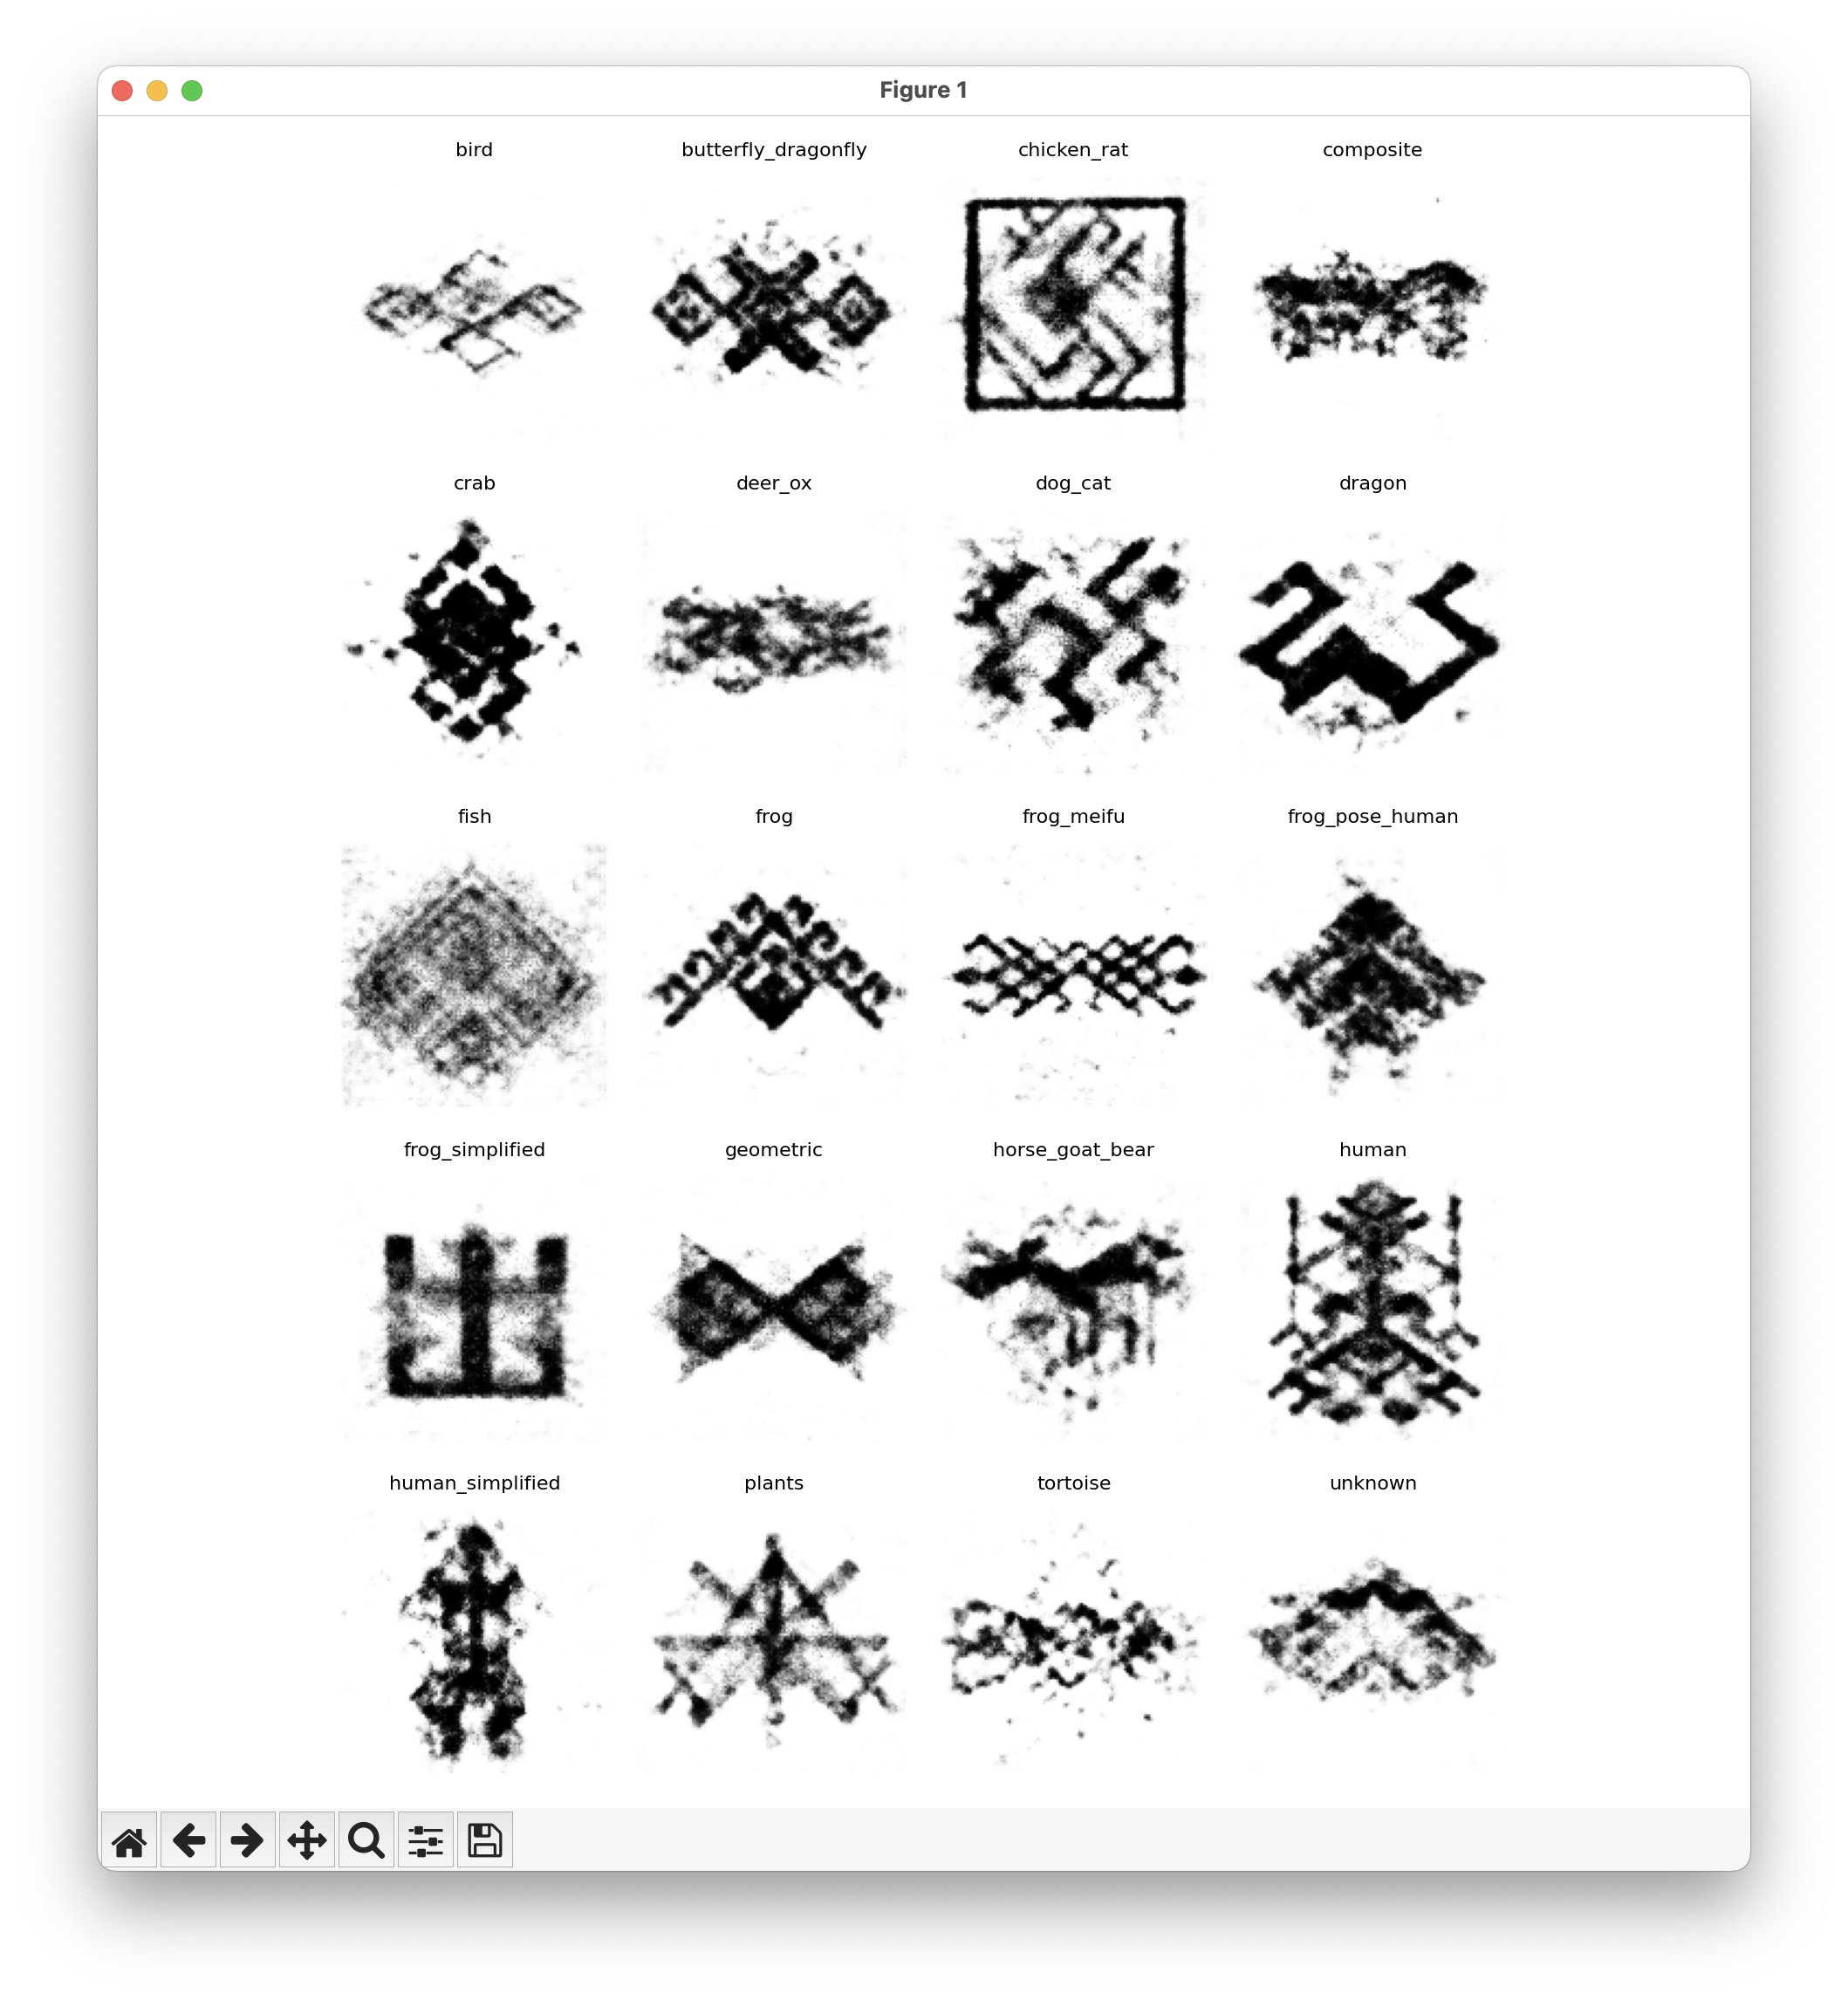 Figure 1
bird butterfly_dragonfly chicken_rat composite
crab deer_ox dog_cat dragon
fish frog frog_meifu frog_pose_human
frog_simplified geometric horse_goat_bear human
human_simplified plants tortoise unknown